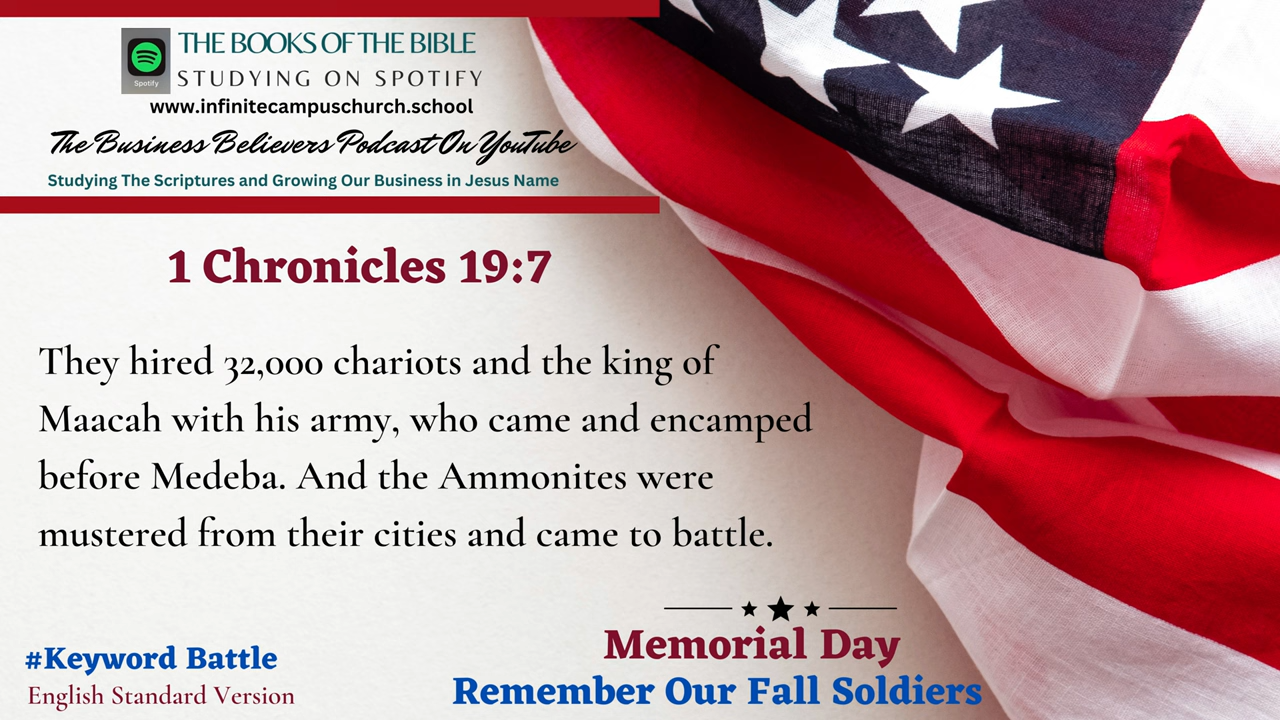 Spotify
THE BOOKS OF THE BIBLE
STUDYING ON SPOTIFY
www.infinitecampuschurch.school
The Business Believers Podcast On YouTube
Studying The Scriptures and Growing Our Business in Jesus Name
1 Chronicles 19:7
They hired 32,000 chariots and the king of
Maacah with his army, who came and encamped
before Medeba. And the Ammonites were
mustered from their cities and came to battle.
Memorial Day
Remember Our Fall Soldiers
#Keyword Battle
English Standard Version